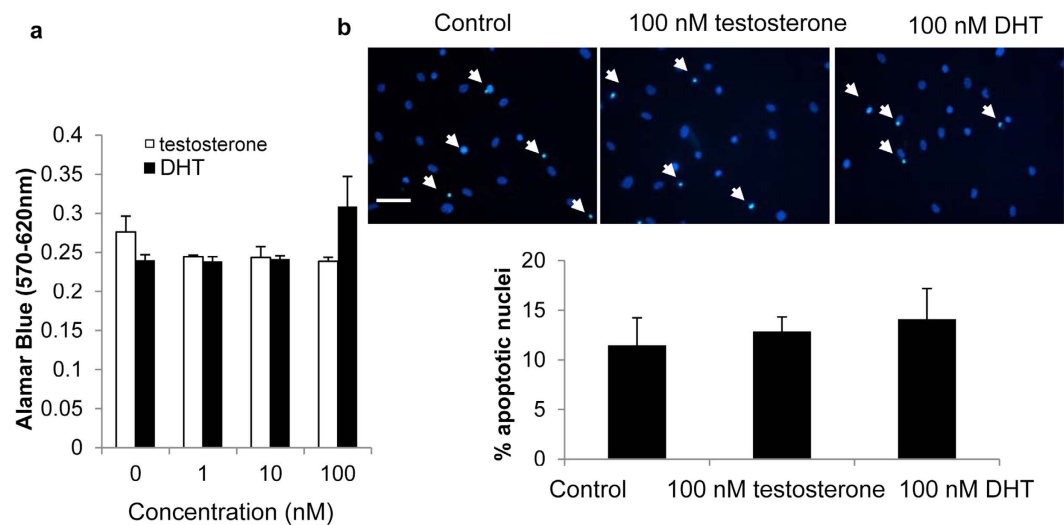 a
Alamar Blue (570-620nm)
0.4
0.35
0.3
0.25
0.2
0.15
0.1
0.05
0
testosterone
DHT
0 1 10 100
Concentration (nM)
b
Control 100 nM testosterone 100 nM DHT
% apoptotic nuclei
20
15
10
5
0
Control 100 nM testosterone 100 nM DHT